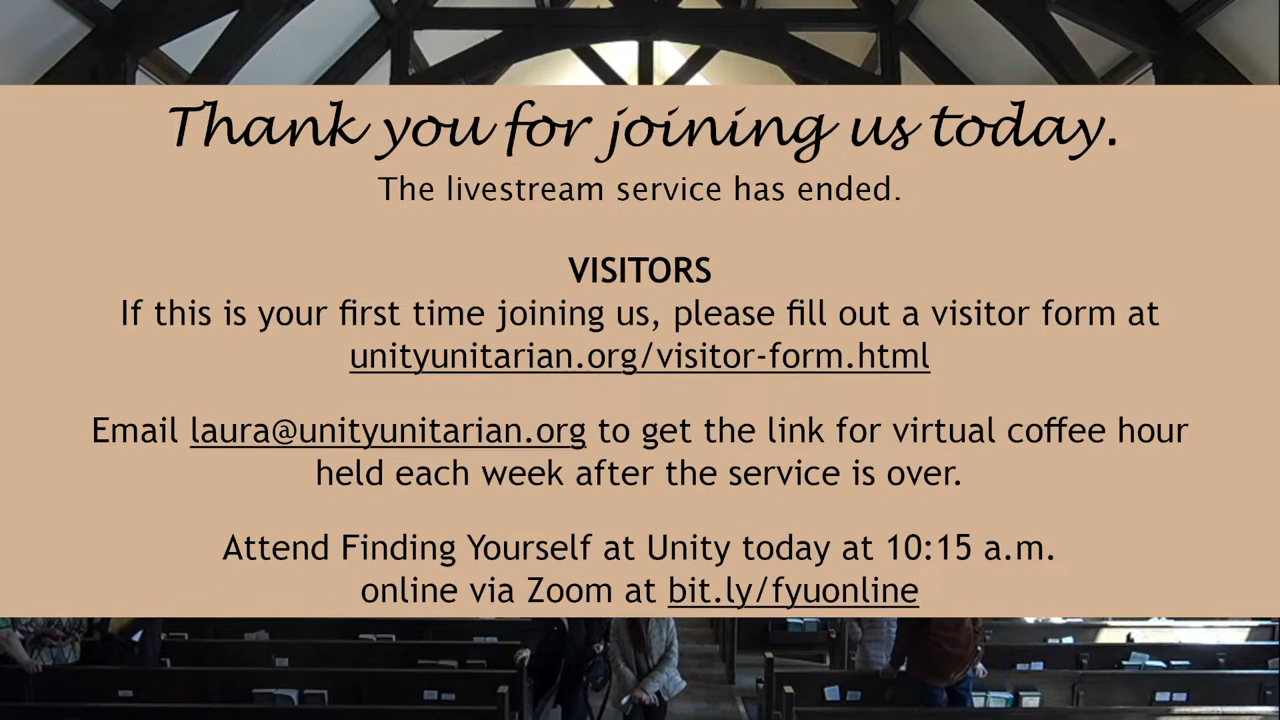 Thank you for joining us today.
The livestream service has ended.
VISITORS
If this is your first time joining us, please fill out a visitor form at
unityunitarian.org/visitor-form.html
Email laura@unityunitarian.org to get the link for virtual coffee hour
held each week after the service is over.
Attend Finding Yourself at Unity today at 10:15 a.m.
online via Zoom at bit.ly/fyuonline